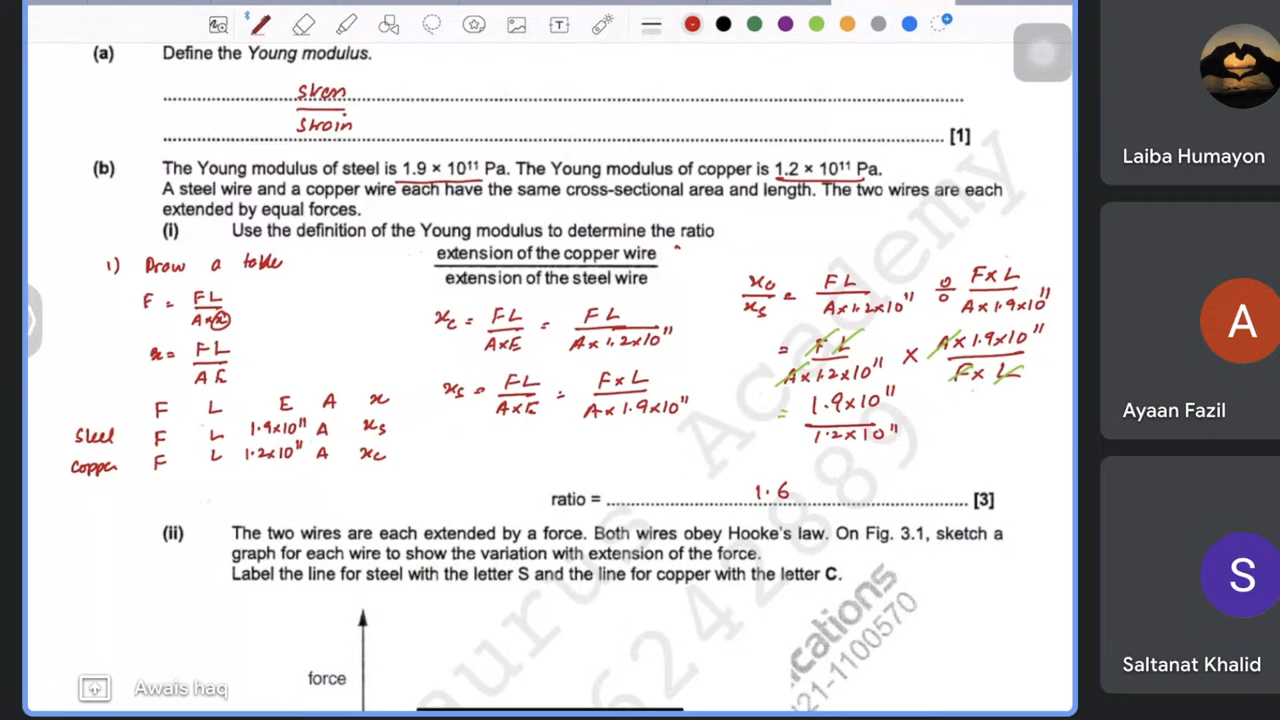 (a) Define the Young modulus.
stress
strain
[1]
(b) The Young modulus of steel is 1.9 × 10¹¹ Pa. The Young modulus of copper is 1.2 × 10¹¹ Pa.
A steel wire and a copper wire each have the same cross-sectional area and length. The two wires are each
extended by equal forces.
(i) Use the definition of the Young modulus to determine the ratio
extension of the copper wire
extension of the steel wire
1) Draw a table
F = FL / A×x
x = FL / AE
F L E A x
Steel F L 1.9×10¹¹ A xs
Copper F L 1.2×10¹¹ A xc
xc = FL / A×E = FL / A×1.2×10¹¹
xs = FL / A×E = F×L / A×1.9×10¹¹
xc / xs = FL / A×1.2×10¹¹ ÷ F×L / A×1.9×10¹¹
= FL / A×1.2×10¹¹ × A×1.9×10¹¹ / F×L
= 1.9×10¹¹ / 1.2×10¹¹
ratio = 1.6 [3]
(ii) The two wires are each extended by a force. Both wires obey Hooke's law. On Fig. 3.1, sketch a
graph for each wire to show the variation with extension of the force.
Label the line for steel with the letter S and the line for copper with the letter C.
force
Awais haq
urus Academy
624 2889
ications
21-1100570
Laiba Humayon
A
Ayaan Fazil
S
Saltanat Khalid